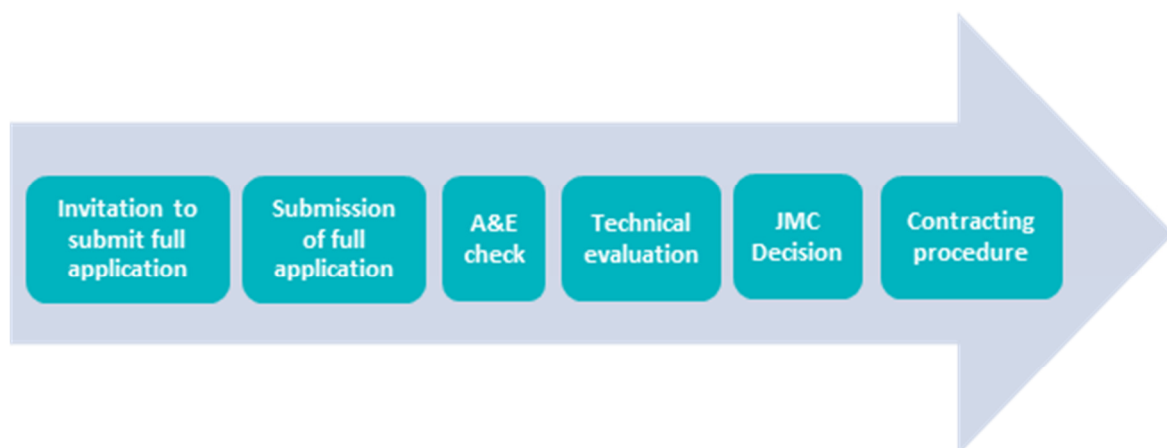 Invitation to
submit full
application
Submission
of full
application
A&E
check
Technical
evaluation
JMC
Decision
Contracting
procedure